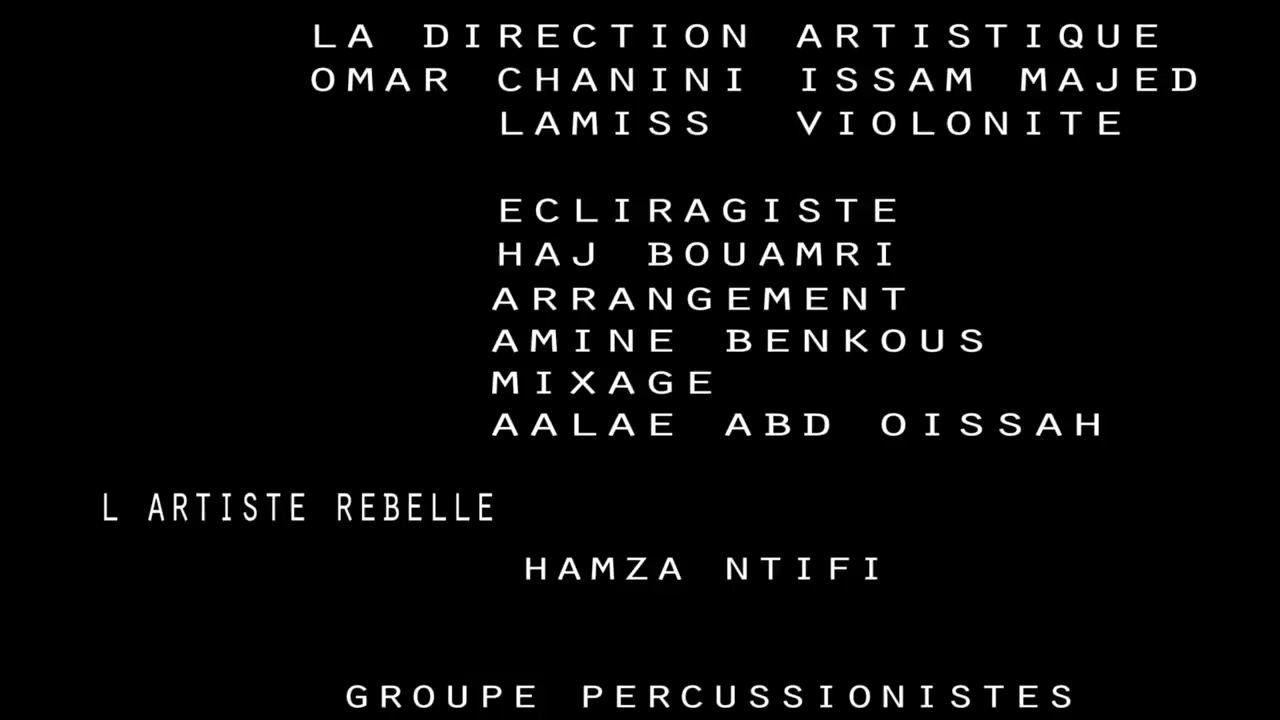 LA DIRECTION ARTISTIQUE
OMAR CHANINI ISSAM MAJED
LAMISS VIOLONITE
ECLIRAGISTE
HAJ BOUAMRI
ARRANGEMENT
AMINE BENKOUS
MIXAGE
AALAE ABD OISSAH
L ARTISTE REBELLE
HAMZA NTIFI
GROUPE PERCUSSIONISTES